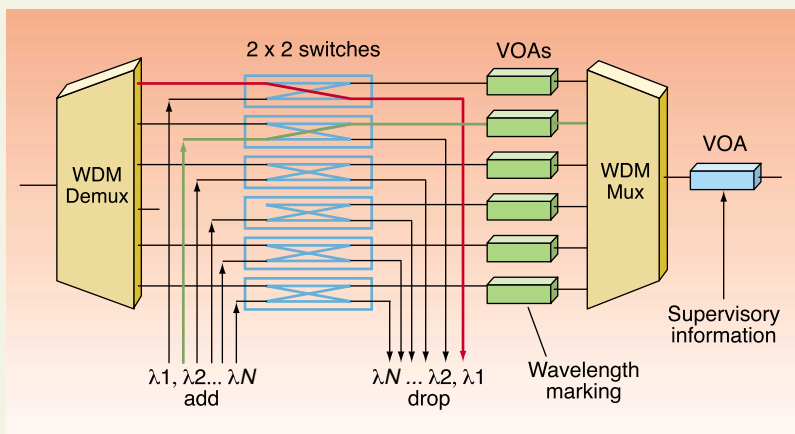 2 x 2 switches
VOAs
VOA
WDM
Demux
WDM
Mux
Supervisory
information
Wavelength
marking
λ1, λ2... λN
add
λN ... λ2, λ1
drop